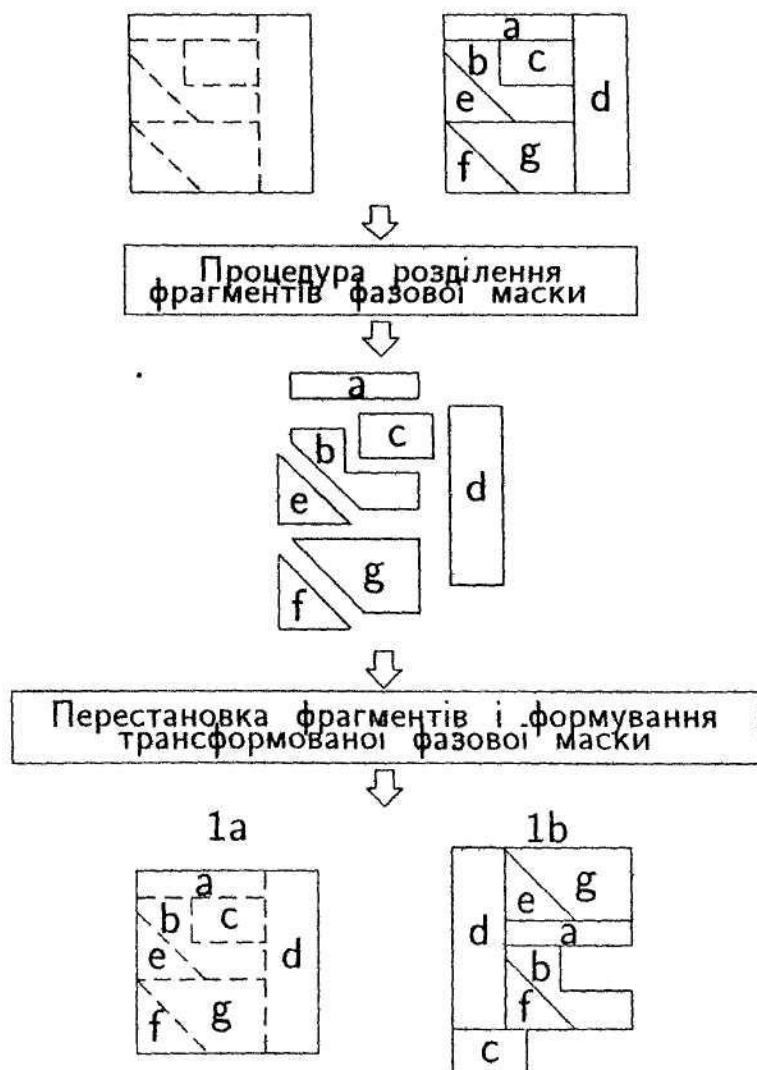 a
b c
e d
f g
Процедура розділення
фрагментів фазової маски
a
b c
e d
f g
Перестановка фрагментів і формування
трансформованої фазової маски
1a 1b
a
b c
e d
f g
e g
d a
b
f
c